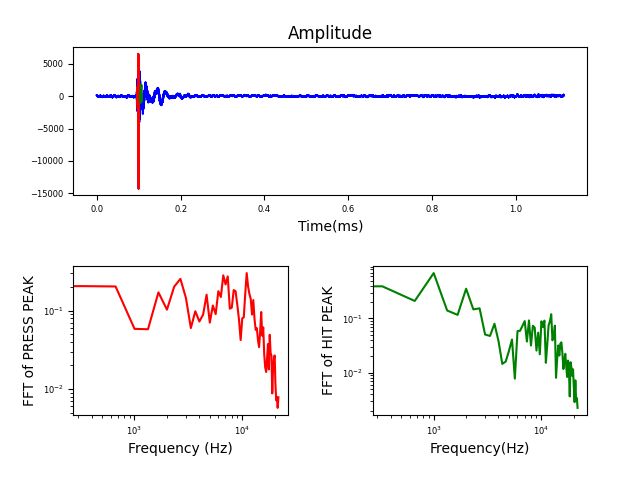 Amplitude
5000
0
−5000
−10000
−15000
0.0 0.2 0.4 0.6 0.8 1.0
Time(ms)
FFT of PRESS PEAK
10⁻¹
10⁻²
10³ 10⁴
Frequency (Hz)
FFT of HIT PEAK
10⁻¹
10⁻²
10³ 10⁴
Frequency(Hz)